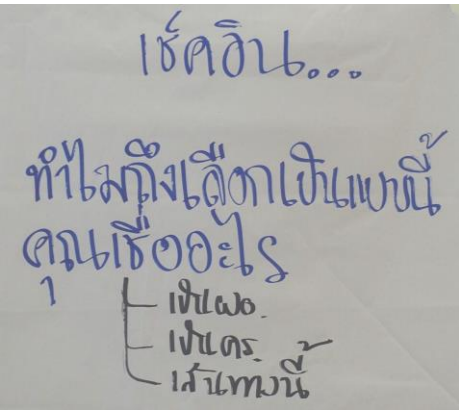 เช็คอิน...
ทำไมถึงเลือกเป็นแบบนี้
คุณเชื่ออะไร
เป็นผอ.
เป็นคร.
เส้นทางนี้